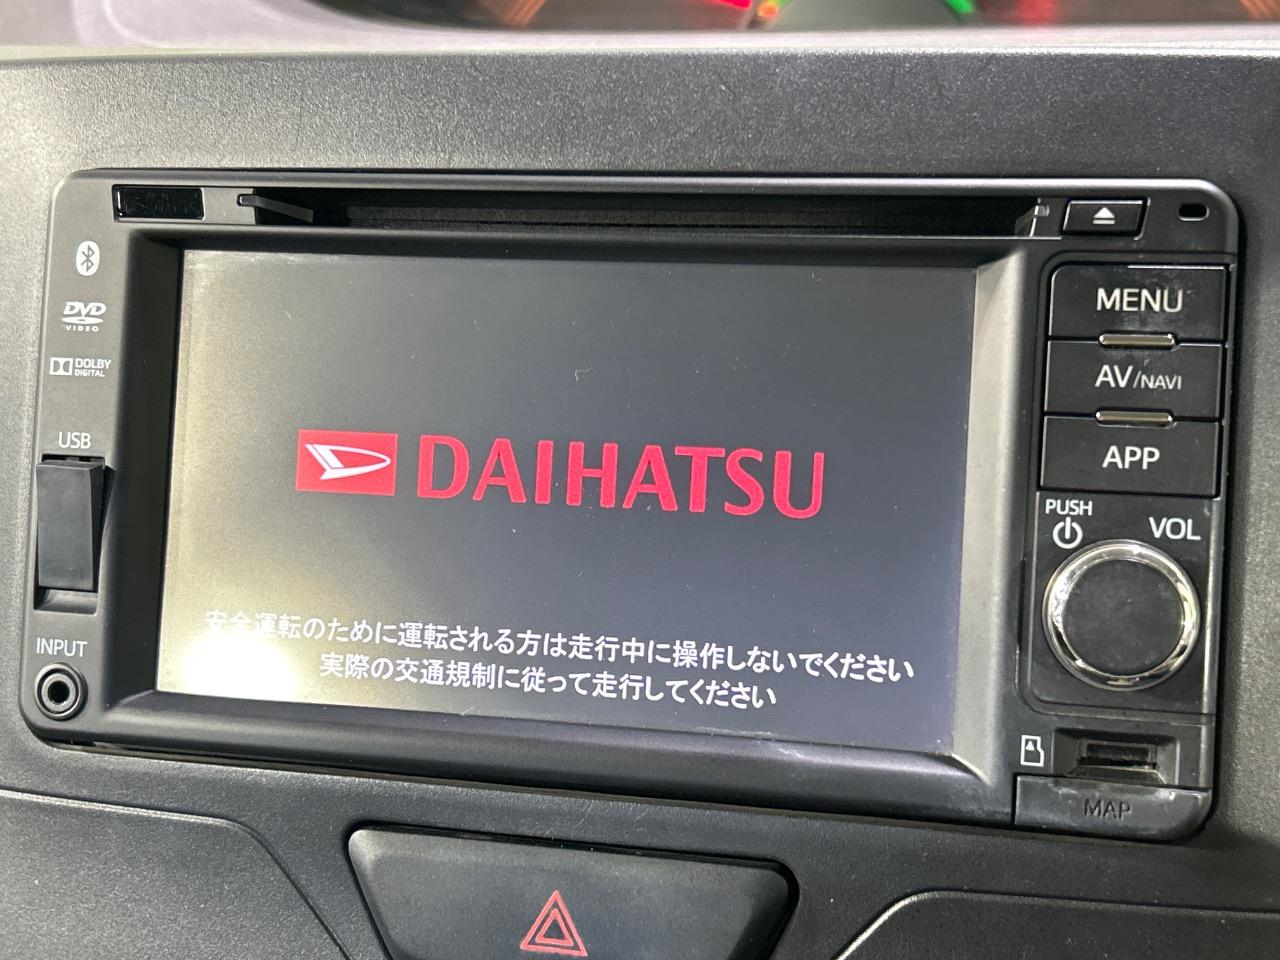 DVD
VIDEO
DOLBY
DIGITAL
USB
INPUT
DAIHATSU
安全運転のために運転される方は走行中に操作しないでください
実際の交通規制に従って走行してください
MENU
AV/NAVI
APP
PUSH
VOL
MAP